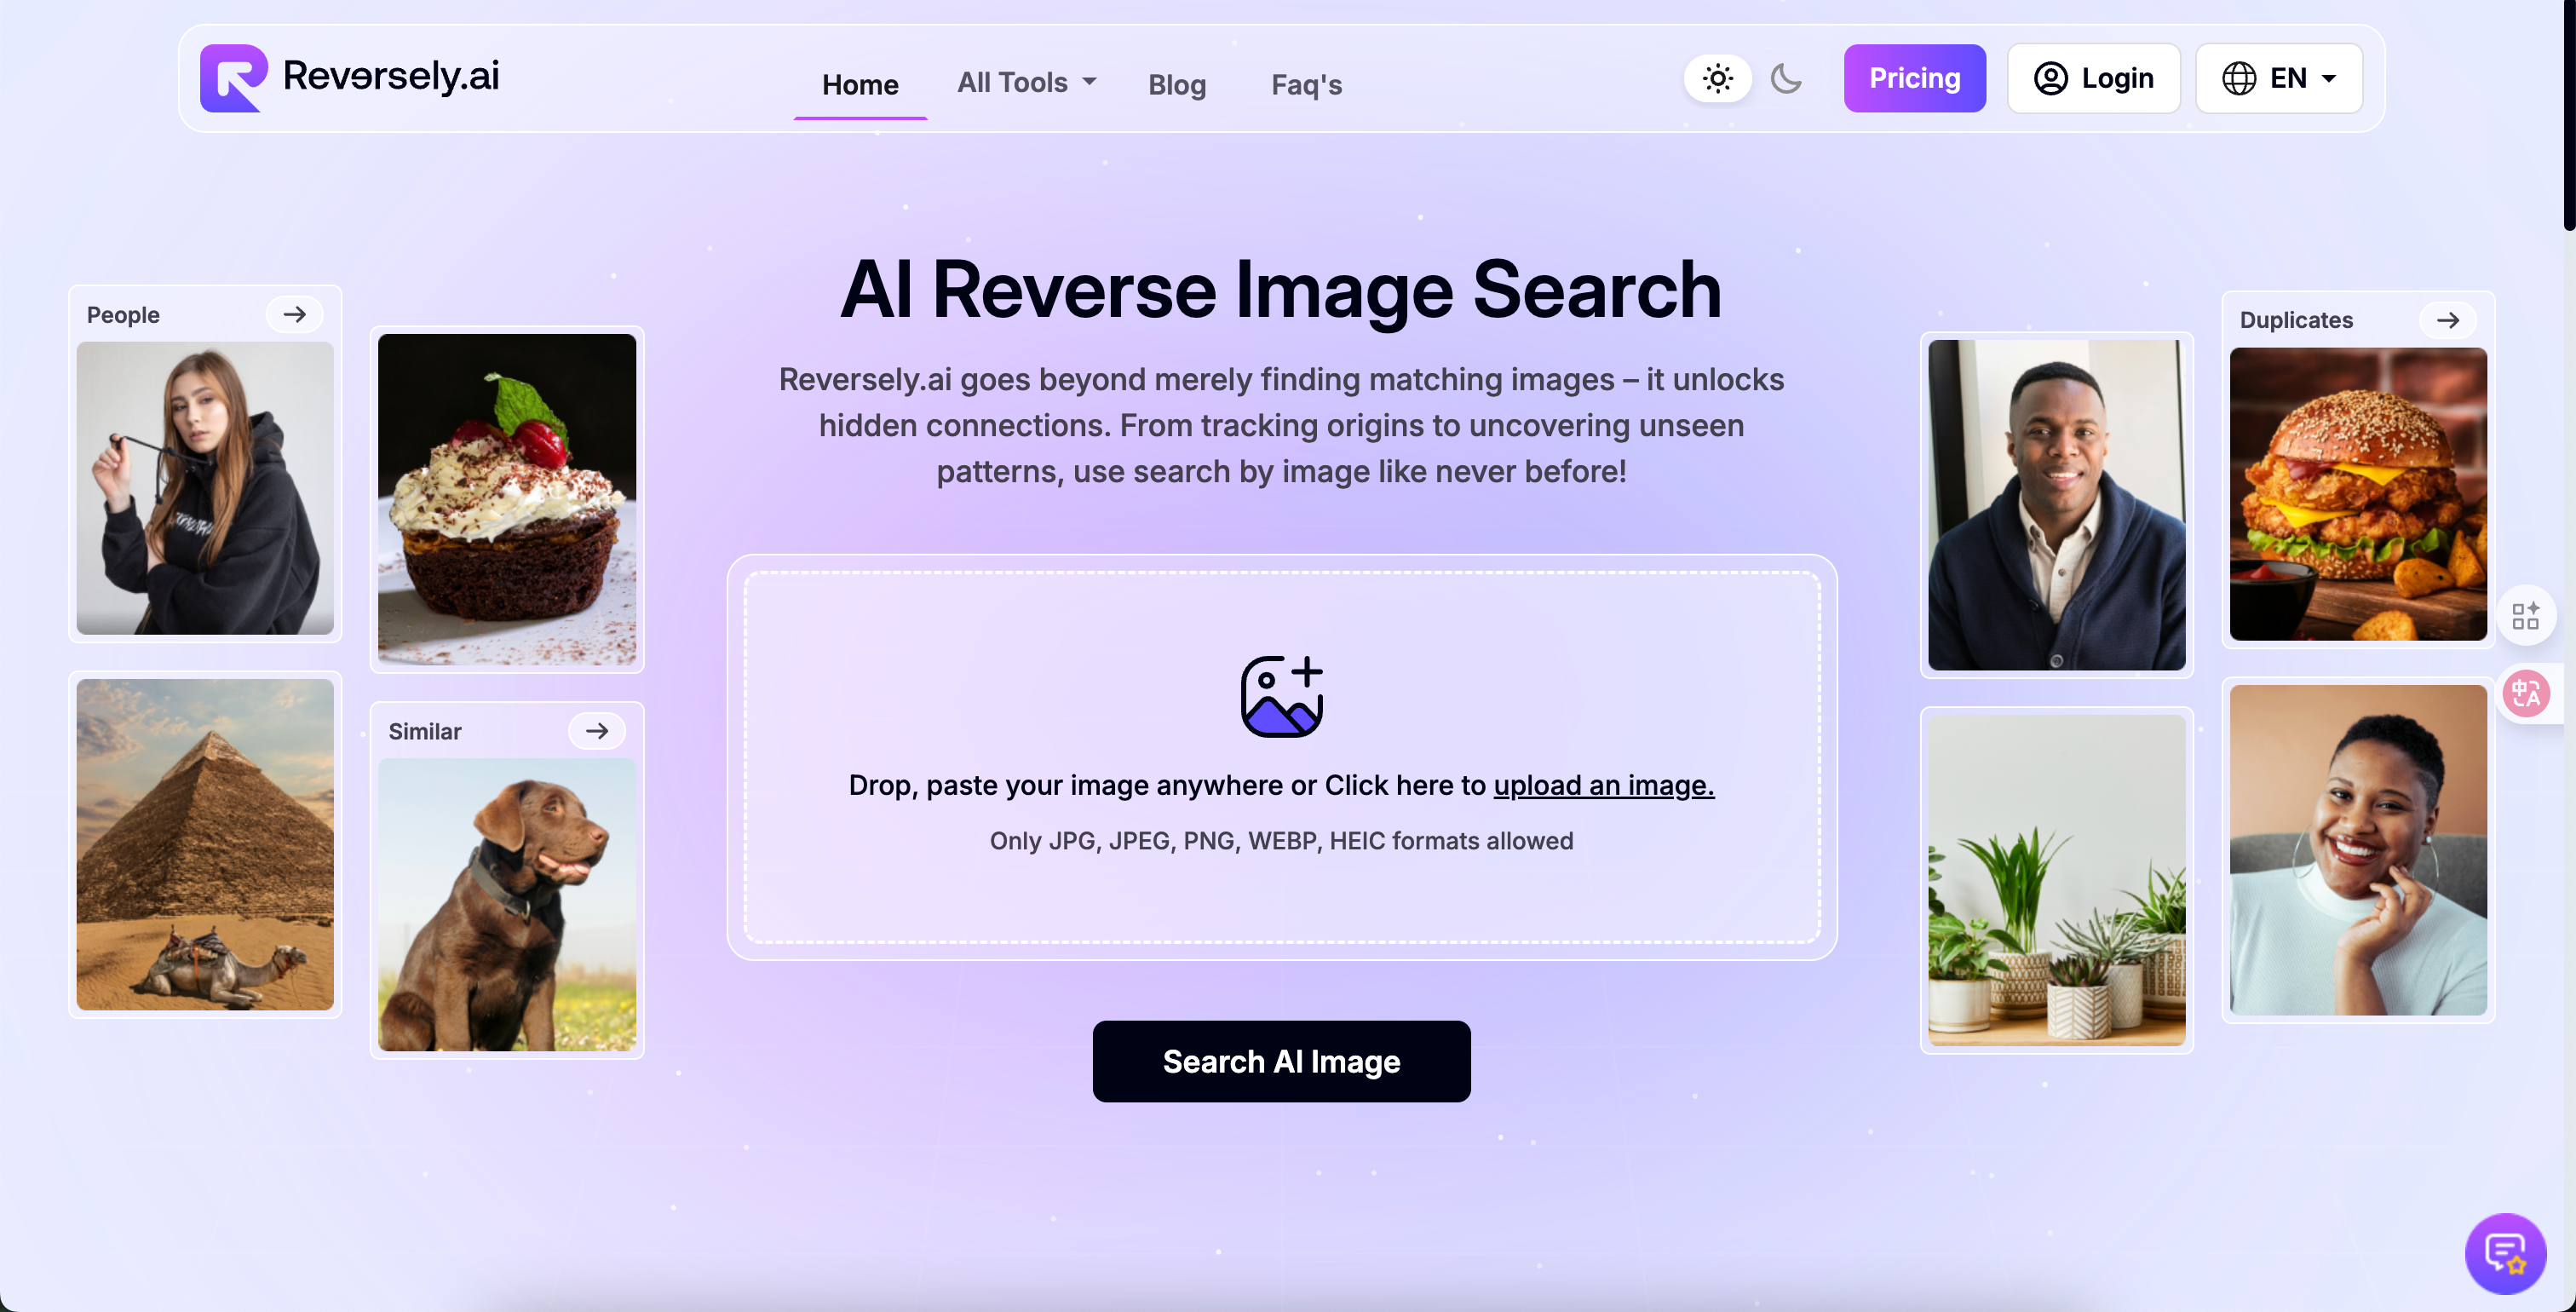 Reversely.ai
Home
All Tools
Blog
Faq's
Pricing
Login
EN
AI Reverse Image Search
Reversely.ai goes beyond merely finding matching images – it unlocks
hidden connections. From tracking origins to uncovering unseen
patterns, use search by image like never before!
People
Similar
Drop, paste your image anywhere or Click here to upload an image.
Only JPG, JPEG, PNG, WEBP, HEIC formats allowed
Search AI Image
Duplicates
中A